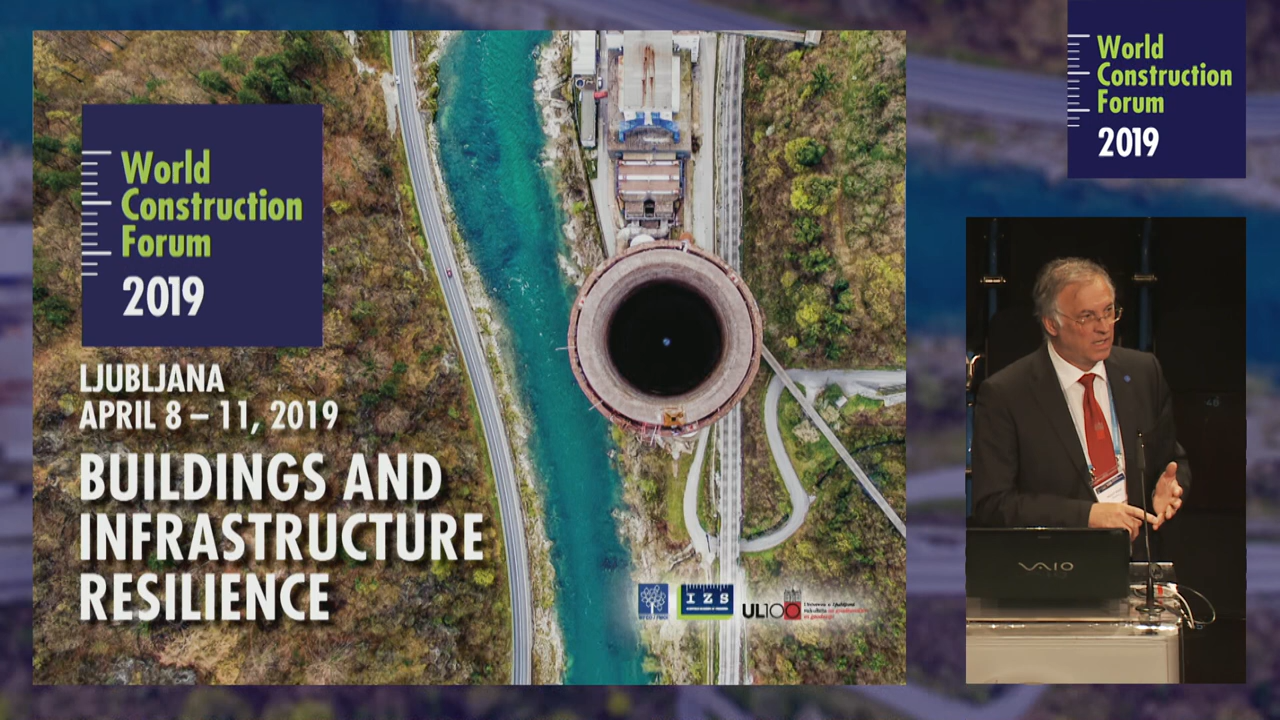 World
Construction
Forum
2019
LJUBLJANA
APRIL 8 – 11, 2019
BUILDINGS AND
INFRASTRUCTURE
RESILIENCE
IZS
UL100
World
Construction
Forum
2019
VAIO